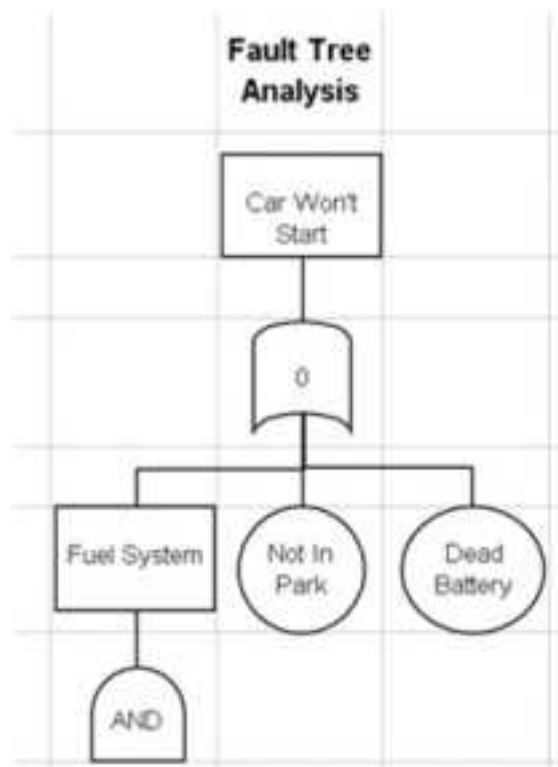 Fault Tree
Analysis
Car Won't
Start
0
Fuel System
Not In
Park
Dead
Battery
AND